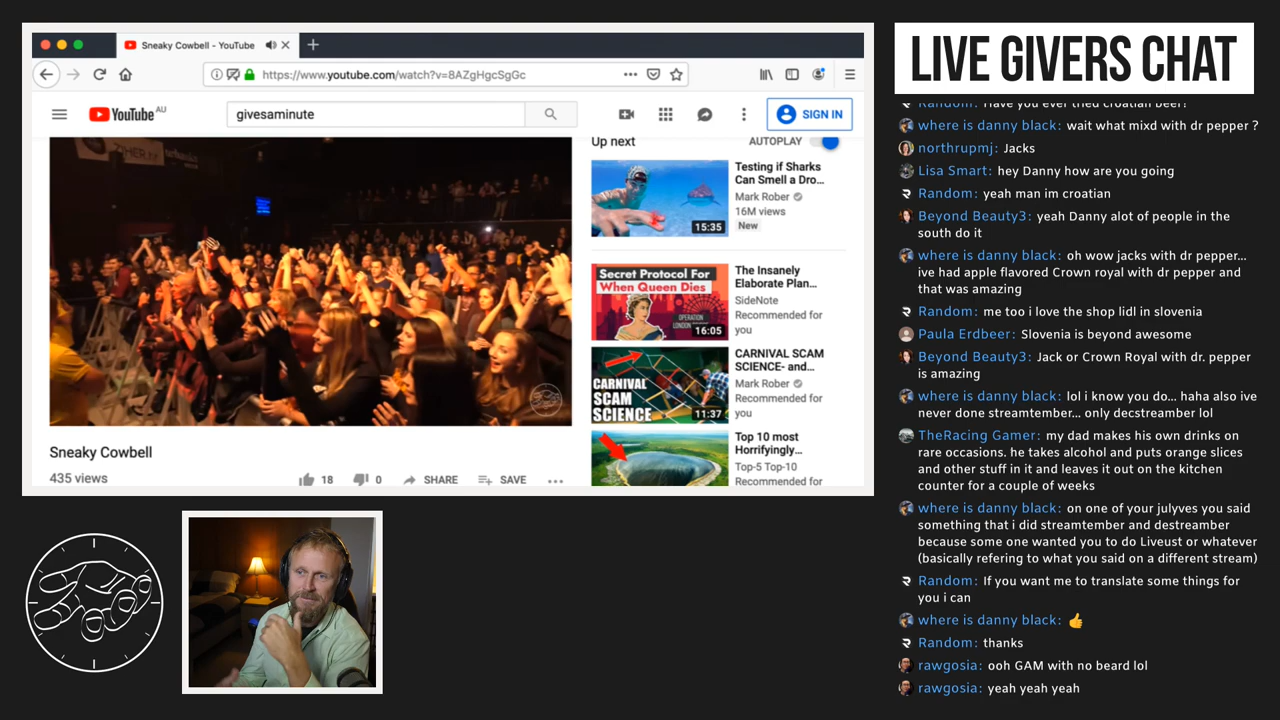 Sneaky Cowbell - YouTube
https://www.youtube.com/watch?v=8AZgHgcSgGc
YouTube AU
givesaminute
SIGN IN
ZIHER
Up next
AUTOPLAY
Testing if Sharks
Can Smell a Dro...
Mark Rober
16M views
New
15:35
Secret Protocol For
When Queen Dies
OPERATION
LONDON
16:05
The Insanely
Elaborate Plan...
SideNote
Recommended for
you
CARNIVAL
SCAM
SCIENCE
11:37
CARNIVAL SCAM
SCIENCE- and...
Mark Rober
Recommended for
you
Top 10 most
Horrifyingly...
Top-5 Top-10
Recommended for
Sneaky Cowbell
435 views
18
0
SHARE
SAVE
LIVE GIVERS CHAT
Random: Have you ever tried croatian beer?
where is danny black: wait what mixd with dr pepper ?
northrupmj: Jacks
Lisa Smart: hey Danny how are you going
Random: yeah man im croatian
Beyond Beauty3: yeah Danny alot of people in the
south do it
where is danny black: oh wow jacks with dr pepper...
ive had apple flavored Crown royal with dr pepper and
that was amazing
Random: me too i love the shop lidl in slovenia
Paula Erdbeer: Slovenia is beyond awesome
Beyond Beauty3: Jack or Crown Royal with dr. pepper
is amazing
where is danny black: lol i know you do... haha also ive
never done streamtember... only decstreamber lol
TheRacing Gamer: my dad makes his own drinks on
rare occasions. he takes alcohol and puts orange slices
and other stuff in it and leaves it out on the kitchen
counter for a couple of weeks
where is danny black: on one of your julyves you said
something that i did streamtember and destreamber
because some one wanted you to do Liveust or whatever
(basically refering to what you said on a different stream)
Random: If you want me to translate some things for
you i can
where is danny black: 👍
Random: thanks
rawgosia: ooh GAM with no beard lol
rawgosia: yeah yeah yeah